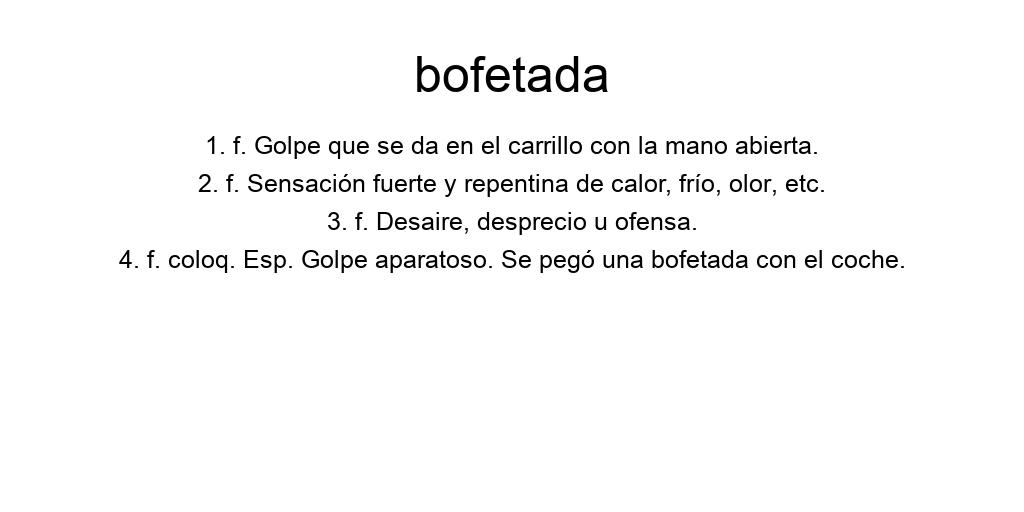 bofetada
1. f. Golpe que se da en el carrillo con la mano abierta.
2. f. Sensación fuerte y repentina de calor, frío, olor, etc.
3. f. Desaire, desprecio u ofensa.
4. f. coloq. Esp. Golpe aparatoso. Se pegó una bofetada con el coche.